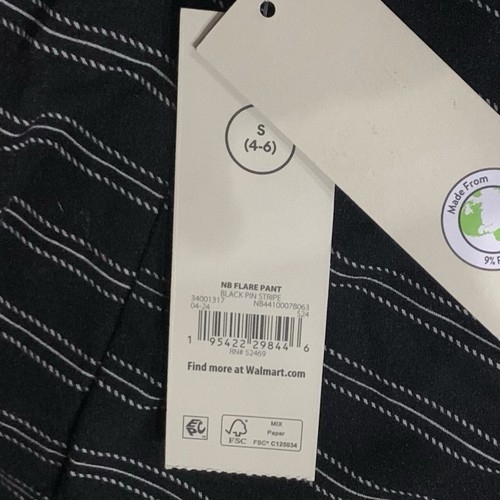 S
(4-6)
Made From
9%
NB FLARE PANT
BLACK PIN STRIPE
34001317 NB44100078063
04-24 S24
1 95422 29844 6
RN# 52469
Find more at Walmart.com
FSC
MIX
Paper
FSC® C125034